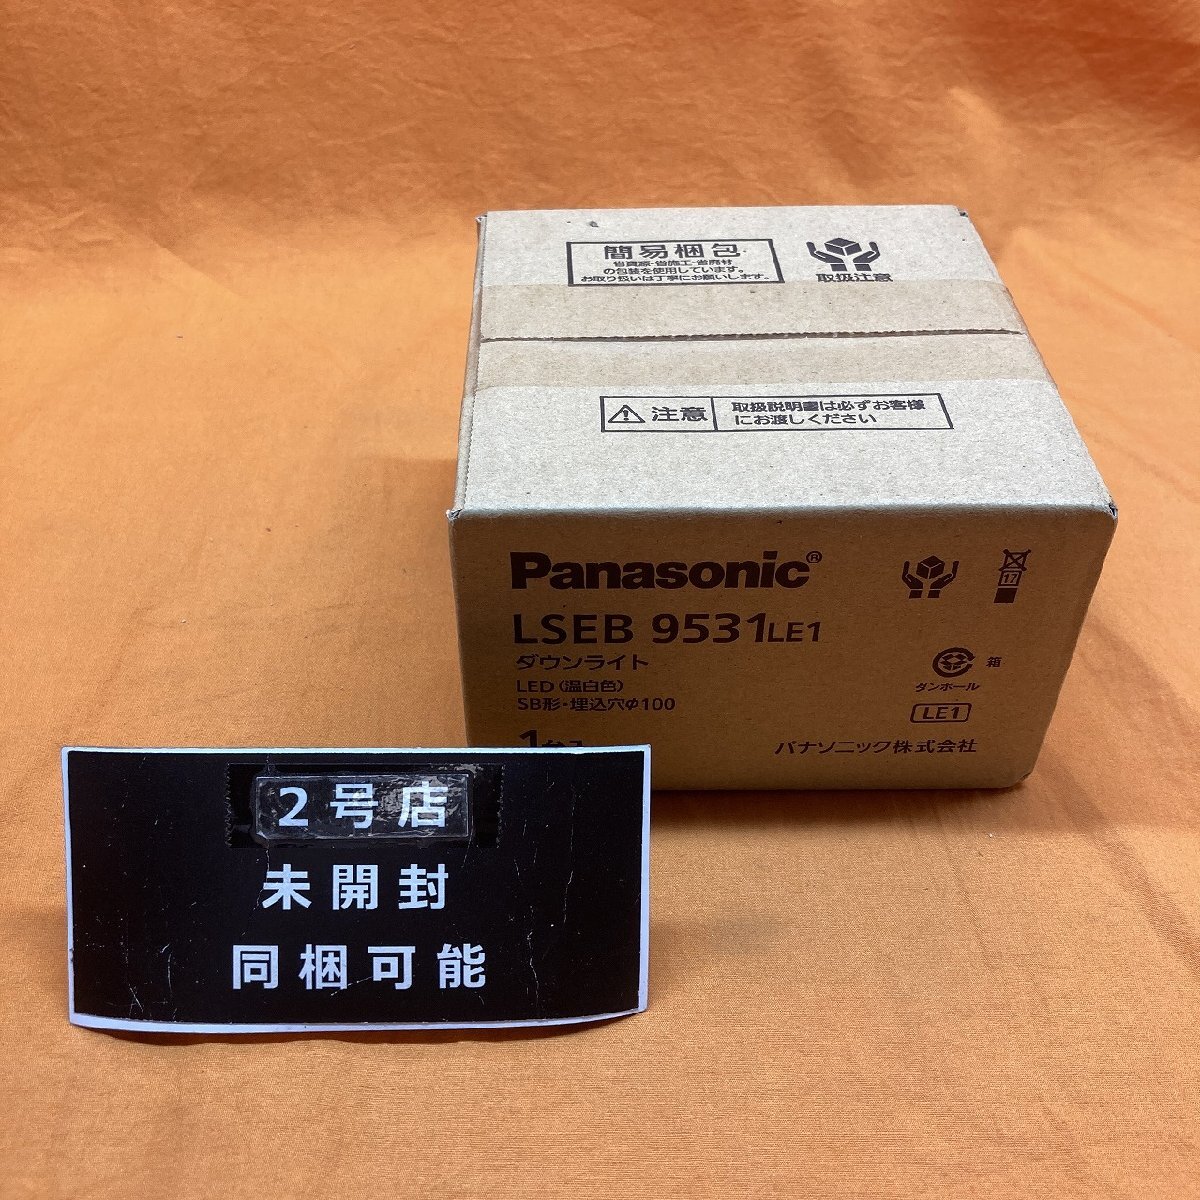 簡易梱包
省資源・省施工・省廃材
の包装を使用しています。
お取り扱いは丁寧にお願いします。
取扱注意
注意
取扱説明書は必ずお客様
にお渡しください
Panasonic®
LSEB 9531LE1
ダウンライト
LED（温白色）
SB形・埋込穴φ100
17
箱
ダンボール
LE1
パナソニック株式会社
2号店
未開封
同梱可能